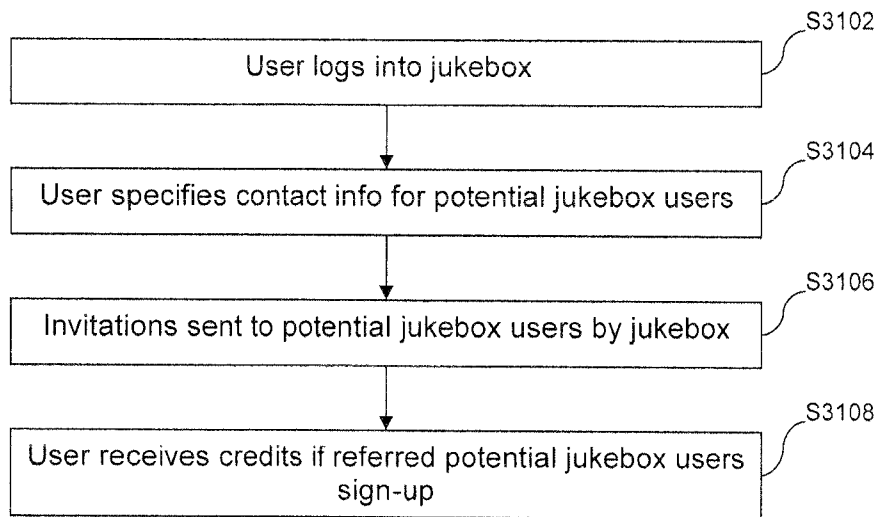 S3102
User logs into jukebox
S3104
User specifies contact info for potential jukebox users
S3106
Invitations sent to potential jukebox users by jukebox
S3108
User receives credits if referred potential jukebox users
sign-up